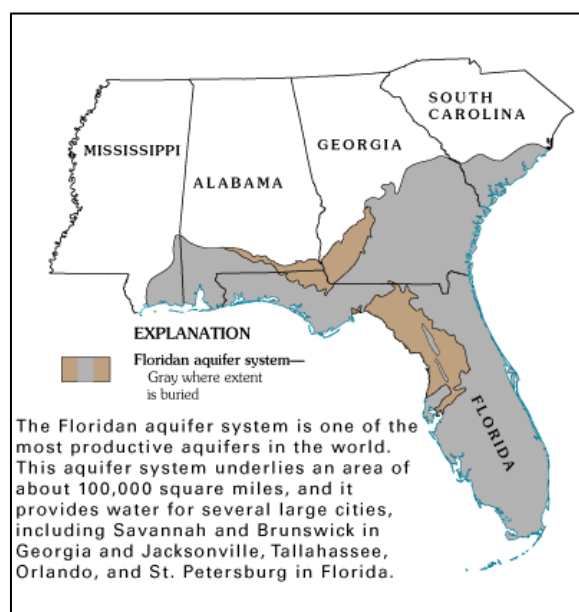 SOUTH
CAROLINA
GEORGIA
MISSISSIPPI
ALABAMA
EXPLANATION
Floridan aquifer system—
Gray where extent
is buried
FLORIDA
The Floridan aquifer system is one of the
most productive aquifers in the world.
This aquifer system underlies an area of
about 100,000 square miles, and it
provides water for several large cities,
including Savannah and Brunswick in
Georgia and Jacksonville, Tallahassee,
Orlando, and St. Petersburg in Florida.